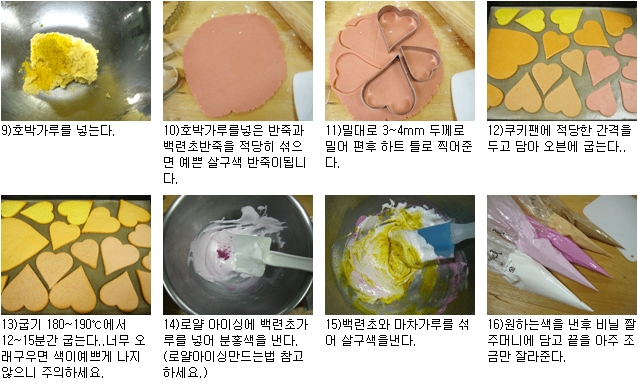 9)호박가루를 넣는다.
10)호박가루를넣은 반죽과
백련초반죽을 적당히 섞으
면 예쁜 살구색 반죽이됩니
다.
11)밀대로 3~4mm 두께로
밀어 편후 하트 틀로 찍어준
다.
12)쿠키팬에 적당한 간격을
두고 담아 오븐에 굽는다..
13)굽기 180~190℃에서
12~15분간 굽는다..너무 오
래구우면 색이예쁘게 나지
않으니 주의하세요.
14)로얄 아이싱에 백련초가
루를 넣어 분홍색을 낸다.
(로얄아이싱만드는법 참고
하세요.)
15)백련초와 마차가루를 섞
어 살구색을낸다.
16)원하는색을 낸후 비닐 짤
주머니에 담고 끝을 아주 조
금만 잘라준다.